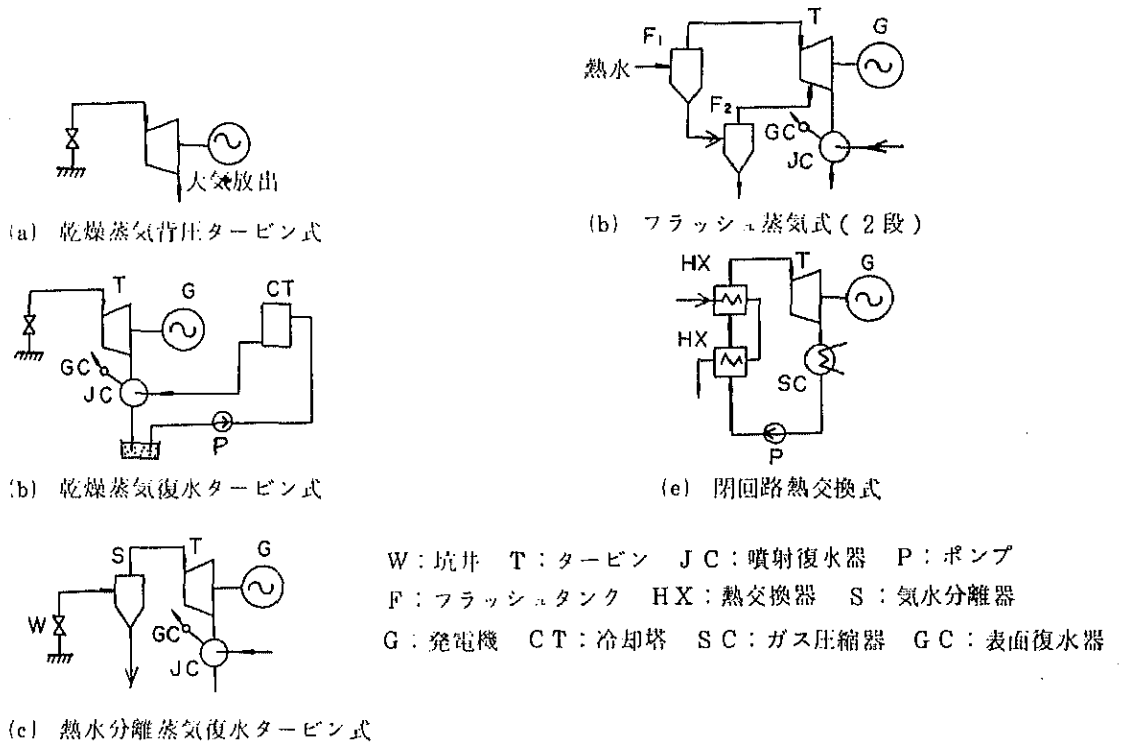 大気放出
(a) 乾燥蒸気背圧タービン式
T
G
CT
GC
JC
P
(b) 乾燥蒸気復水タービン式
S
T
G
W
GC
JC
(c) 熱水分離蒸気復水タービン式
T
G
F1
熱水
F2
GC
JC
(b) フラッシュ蒸気式(2段)
HX
T
G
HX
SC
P
(e) 閉回路熱交換式
W:坑井 T:タービン JC:噴射復水器 P:ポンプ
F:フラッシュタンク HX:熱交換器 S:気水分離器
G:発電機 CT:冷却塔 SC:ガス圧縮器 GC:表面復水器